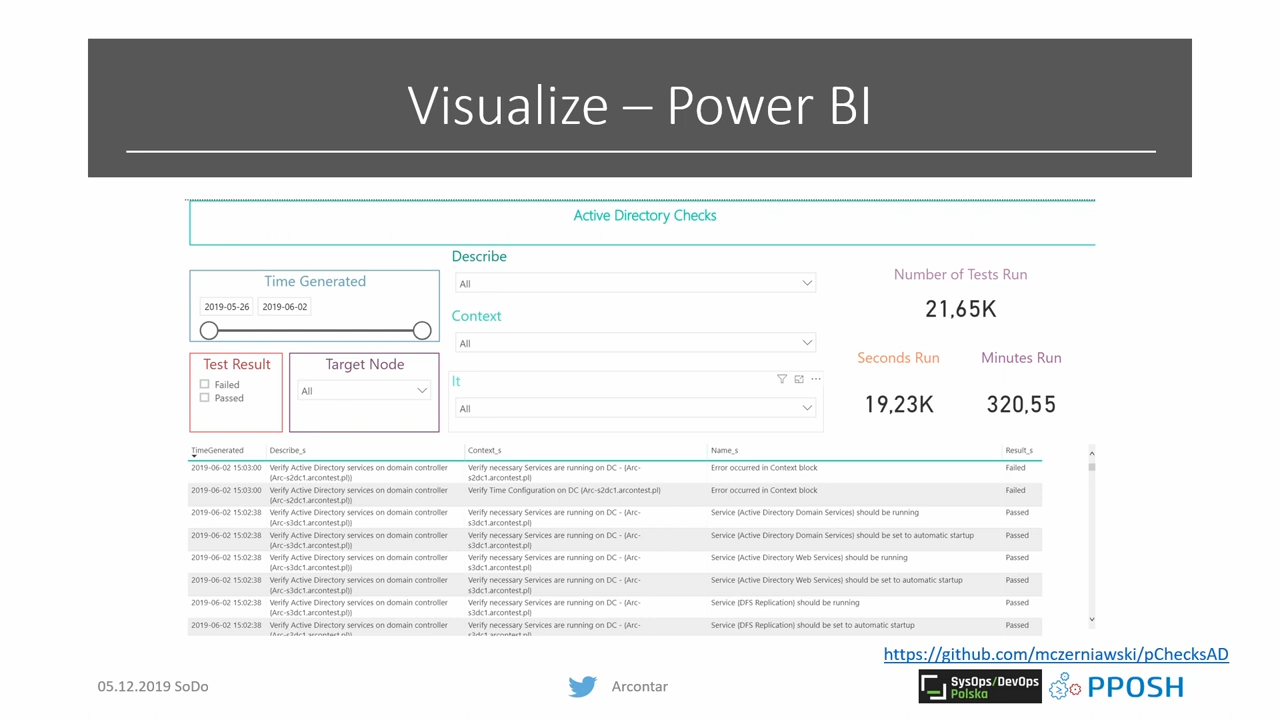 Visualize – Power BI
Active Directory Checks
Time Generated
2019-05-26 2019-06-02
Test Result
Failed
Passed
Target Node
All
Describe
All
Context
All
It
All
Number of Tests Run
21,65K
Seconds Run
19,23K
Minutes Run
320,55
TimeGenerated Describe_s Context_s Name_s Result_s
2019-06-02 15:03:00 Verify Active Directory services on domain controller Verify necessary Services are running on DC - {Arc- Error occurred in Context block Failed
{Arc-s2dc1.arcontest.pl)} s2dc1.arcontest.pl)
2019-06-02 15:03:00 Verify Active Directory services on domain controller Verify Time Configuration on DC {Arc-s2dc1.arcontest.pl) Error occurred in Context block Failed
{Arc-s2dc1.arcontest.pl)}
2019-06-02 15:02:38 Verify Active Directory services on domain controller Verify necessary Services are running on DC - {Arc- Service {Active Directory Domain Services} should be running Passed
{Arc-s3dc1.arcontest.pl)} s3dc1.arcontest.pl)
2019-06-02 15:02:38 Verify Active Directory services on domain controller Verify necessary Services are running on DC - {Arc- Service {Active Directory Domain Services} should be set to automatic startup Passed
{Arc-s3dc1.arcontest.pl)} s3dc1.arcontest.pl)
2019-06-02 15:02:38 Verify Active Directory services on domain controller Verify necessary Services are running on DC - {Arc- Service {Active Directory Web Services} should be running Passed
{Arc-s3dc1.arcontest.pl)} s3dc1.arcontest.pl)
2019-06-02 15:02:38 Verify Active Directory services on domain controller Verify necessary Services are running on DC - {Arc- Service {Active Directory Web Services} should be set to automatic startup Passed
{Arc-s3dc1.arcontest.pl)} s3dc1.arcontest.pl)
2019-06-02 15:02:38 Verify Active Directory services on domain controller Verify necessary Services are running on DC - {Arc- Service {DFS Replication} should be running Passed
{Arc-s3dc1.arcontest.pl)} s3dc1.arcontest.pl)
2019-06-02 15:02:38 Verify Active Directory services on domain controller Verify necessary Services are running on DC - {Arc- Service {DFS Replication} should be set to automatic startup Passed
{Arc-s3dc1.arcontest.pl)} s3dc1.arcontest.pl)
https://github.com/mczerniawski/pChecksAD
05.12.2019 SoDo
Arcontar
SysOps/DevOps
Polska
PPOSH